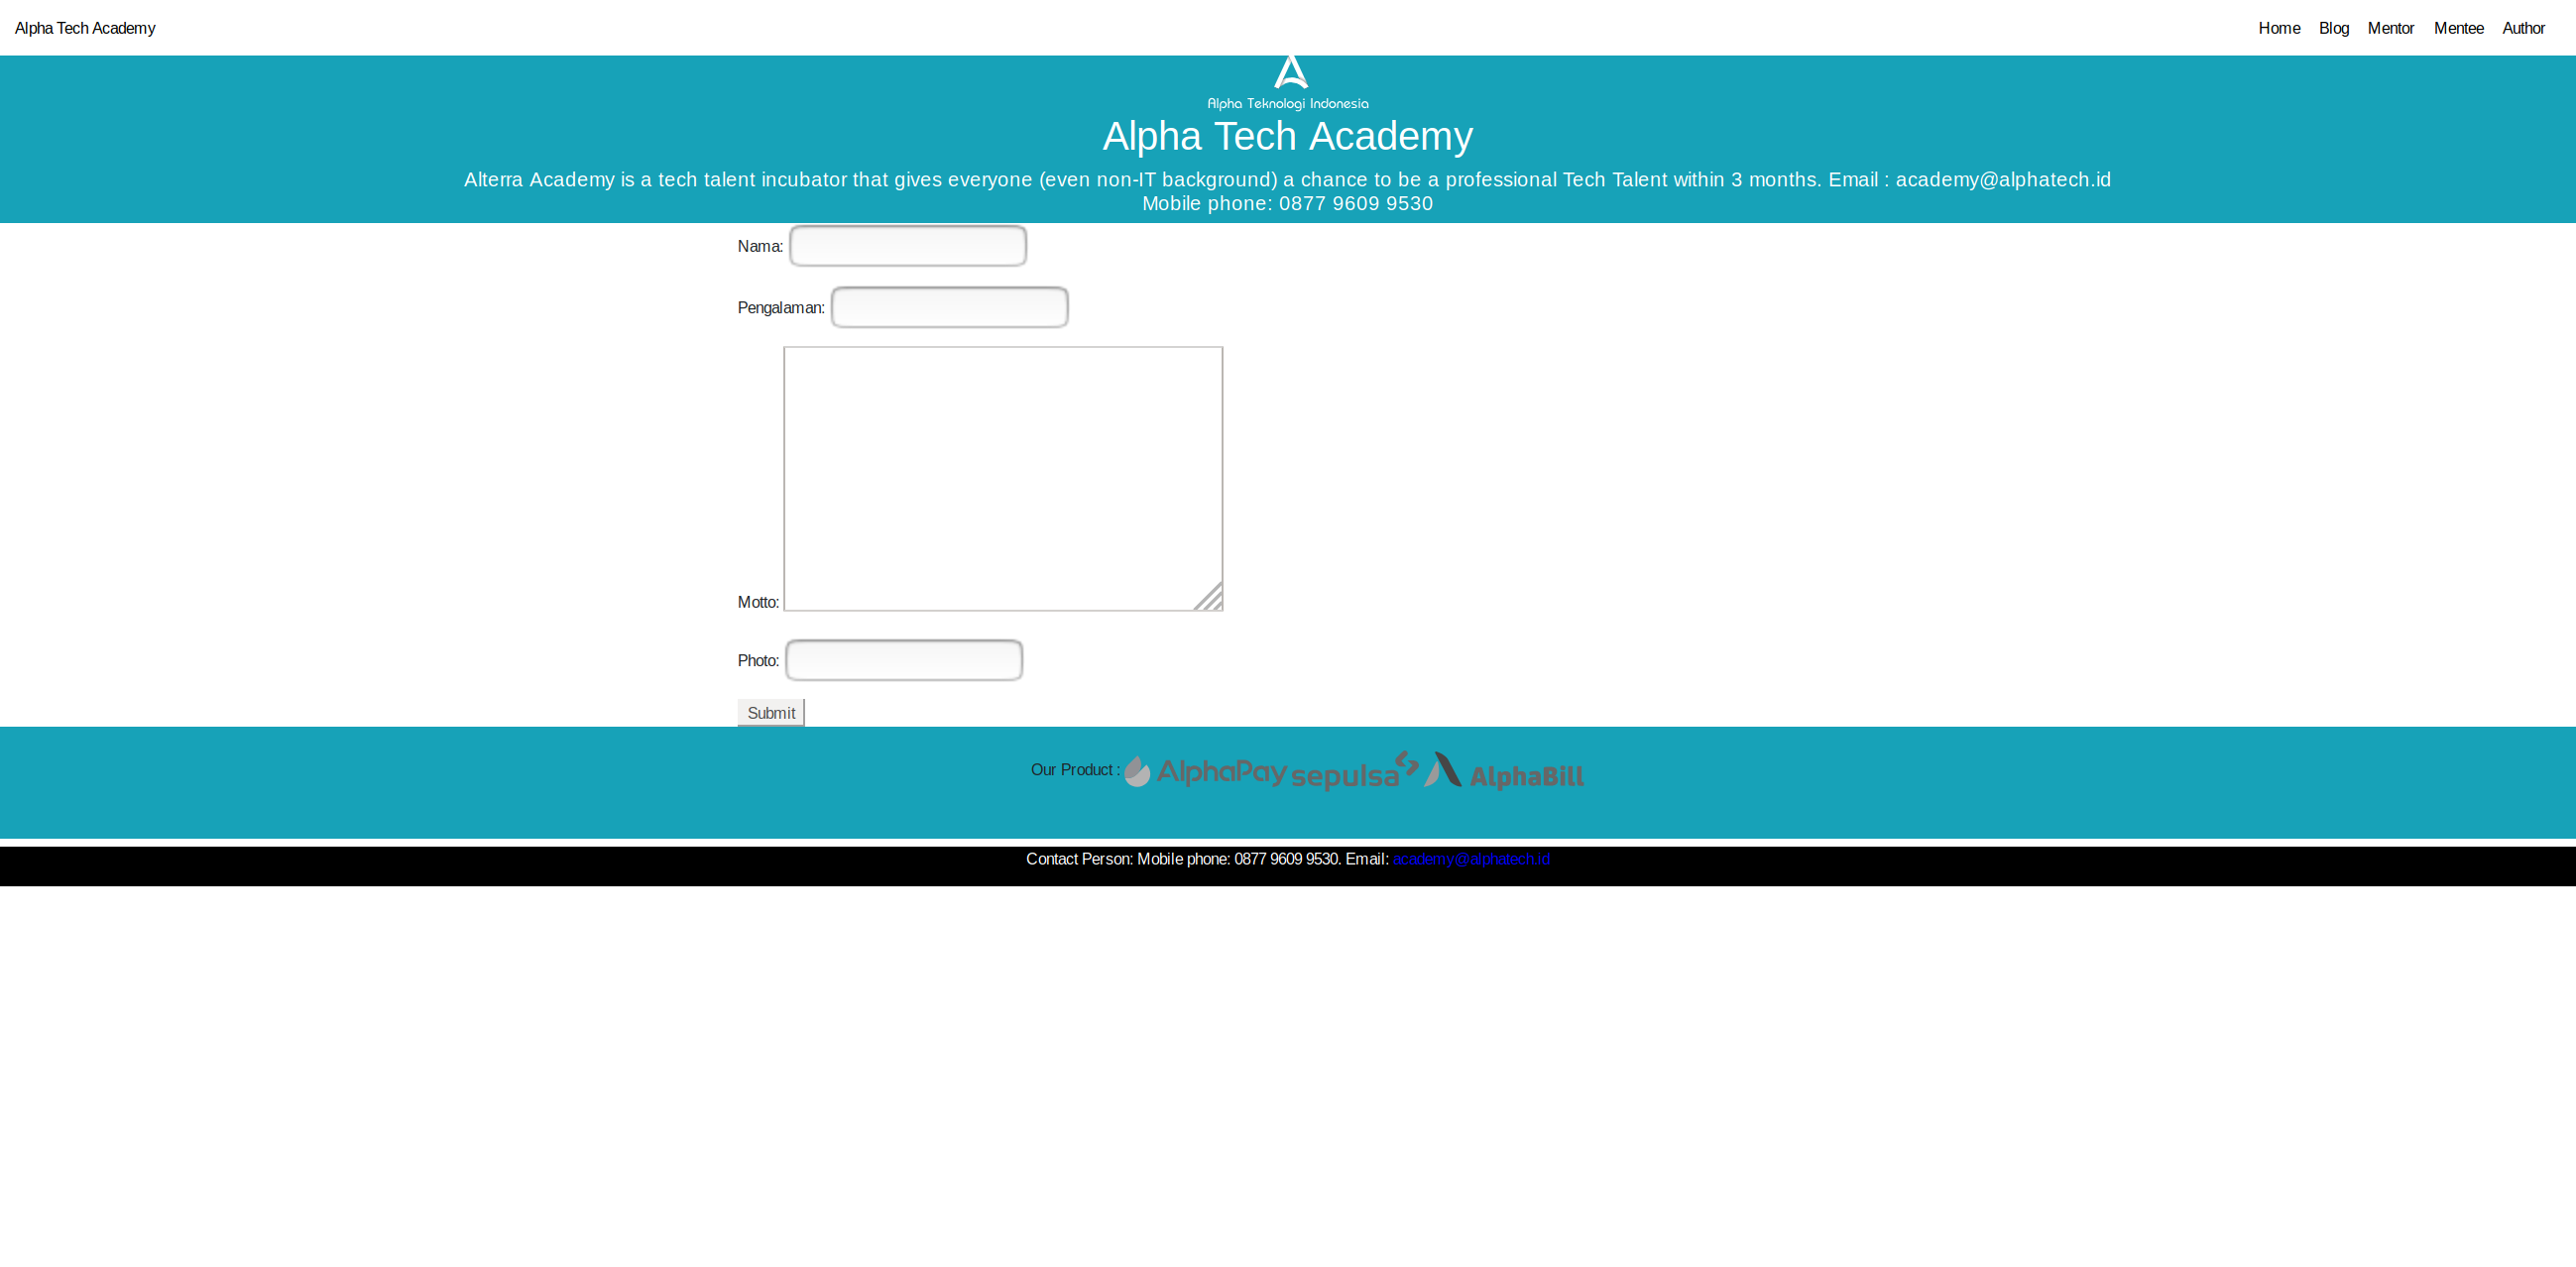 Alpha Tech Academy
Home Blog Mentor Mentee Author
Alpha Teknologi Indonesia
Alpha Tech Academy
Alterra Academy is a tech talent incubator that gives everyone (even non-IT background) a chance to be a professional Tech Talent within 3 months. Email : academy@alphatech.id
Mobile phone: 0877 9609 9530
Nama:
Pengalaman:
Motto:
Photo:
Submit
Our Product : AlphaPay sepulsa AlphaBill
Contact Person: Mobile phone: 0877 9609 9530. Email: academy@alphatech.id